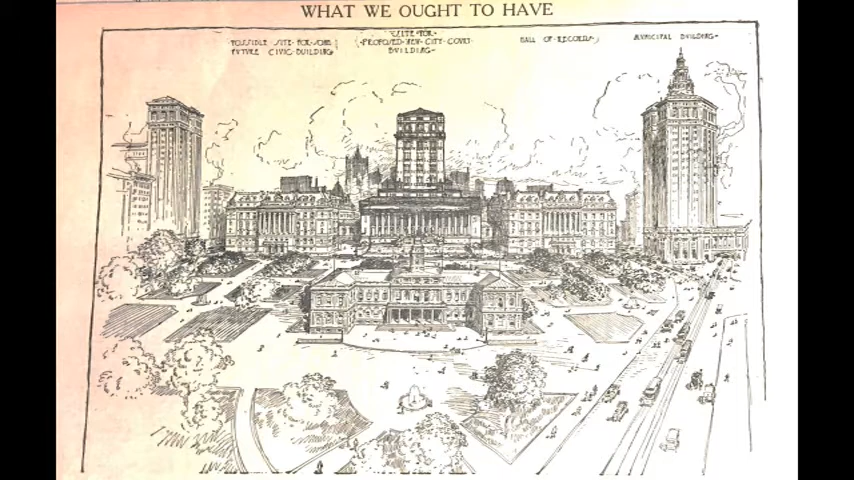 WHAT WE OUGHT TO HAVE
POSSIBLE SITE FOR SOME
FUTURE CIVIC BUILDING
SITE FOR
PROPOSED NEW CITY COURT
BUILDING
HALL OF RECORDS
MUNICIPAL BUILDING